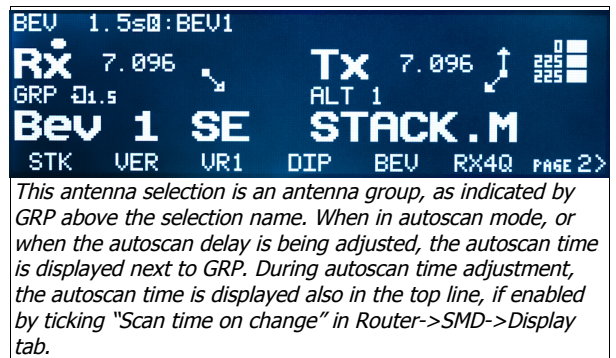 BEV 1.5s:BEV1
Rx 7.096 Tx 7.096 0
225
225
GRP 1.5 ALT 1
Bev 1 SE STACK.M
STK VER VR1 DIP BEV RX4Q PAGE 2>
This antenna selection is an antenna group, as indicated by
GRP above the selection name. When in autoscan mode, or
when the autoscan delay is being adjusted, the autoscan time
is displayed next to GRP. During autoscan time adjustment,
the autoscan time is displayed also in the top line, if enabled
by ticking “Scan time on change” in Router->SMD->Display
tab.